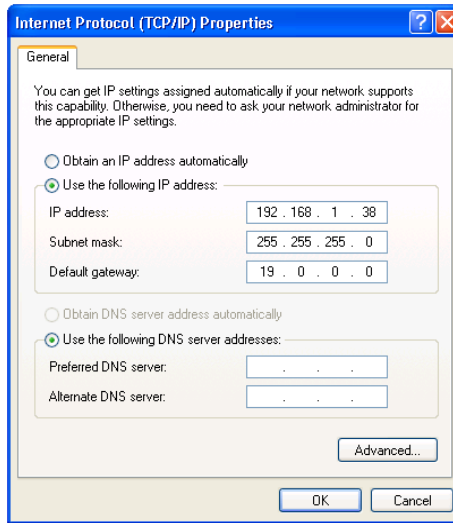 Internet Protocol (TCP/IP) Properties
General
You can get IP settings assigned automatically if your network supports
this capability. Otherwise, you need to ask your network administrator for
the appropriate IP settings.
Obtain an IP address automatically
Use the following IP address:
IP address: 192 . 168 . 1 . 38
Subnet mask: 255 . 255 . 255 . 0
Default gateway: 19 . 0 . 0 . 0
Obtain DNS server address automatically
Use the following DNS server addresses:
Preferred DNS server: . . .
Alternate DNS server: . . .
Advanced...
OK Cancel